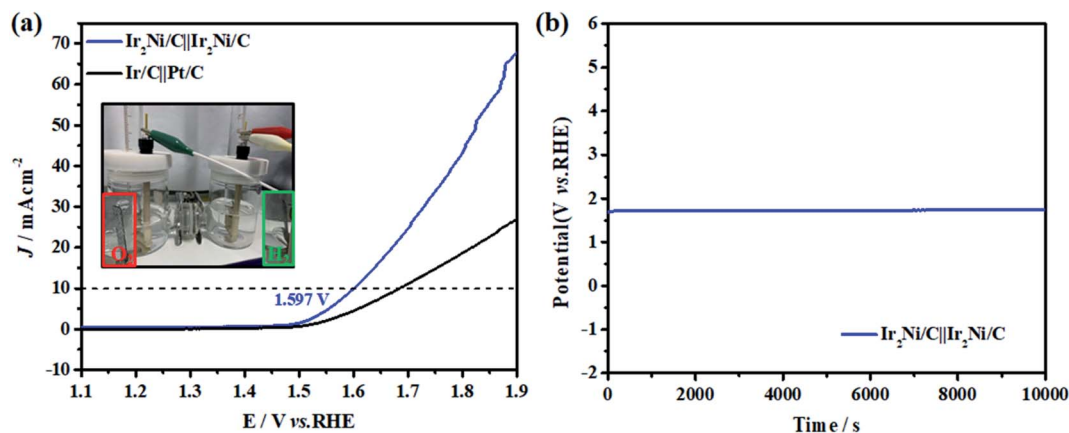 (a)
Ir₂Ni/C||Ir₂Ni/C
Ir/C||Pt/C
J / mA cm⁻²
70
60
50
40
30
20
10
0
-10
1.597 V
O
1.1 1.2 1.3 1.4 1.5 1.6 1.7 1.8 1.9
E / V vs.RHE
(b)
Potential(V vs.RHE)
6
5
4
3
2
1
0
-1
-2
Ir₂Ni/C||Ir₂Ni/C
0 2000 4000 6000 8000 10000
Time / s